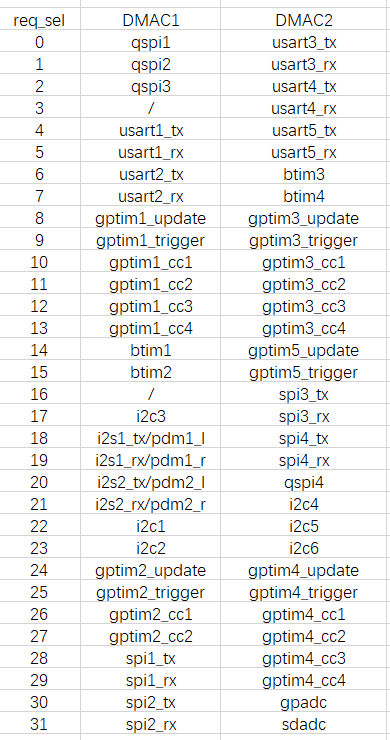 req_sel DMAC1 DMAC2
0 qspi1 usart3_tx
1 qspi2 usart3_rx
2 qspi3 usart4_tx
3 / usart4_rx
4 usart1_tx usart5_tx
5 usart1_rx usart5_rx
6 usart2_tx btim3
7 usart2_rx btim4
8 gptim1_update gptim3_update
9 gptim1_trigger gptim3_trigger
10 gptim1_cc1 gptim3_cc1
11 gptim1_cc2 gptim3_cc2
12 gptim1_cc3 gptim3_cc3
13 gptim1_cc4 gptim3_cc4
14 btim1 gptim5_update
15 btim2 gptim5_trigger
16 / spi3_tx
17 i2c3 spi3_rx
18 i2s1_tx/pdm1_l spi4_tx
19 i2s1_rx/pdm1_r spi4_rx
20 i2s2_tx/pdm2_l qspi4
21 i2s2_rx/pdm2_r i2c4
22 i2c1 i2c5
23 i2c2 i2c6
24 gptim2_update gptim4_update
25 gptim2_trigger gptim4_trigger
26 gptim2_cc1 gptim4_cc1
27 gptim2_cc2 gptim4_cc2
28 spi1_tx gptim4_cc3
29 spi1_rx gptim4_cc4
30 spi2_tx gpadc
31 spi2_rx sdadc